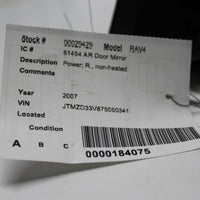 Stock # 00029429 Model RAV4
IC # 51454 AR Door Mirror
Description Power, R., non-heated
Comments
Year 2007
VIN JTMZD33V875050341
Located
Condition
A B C 0000184075